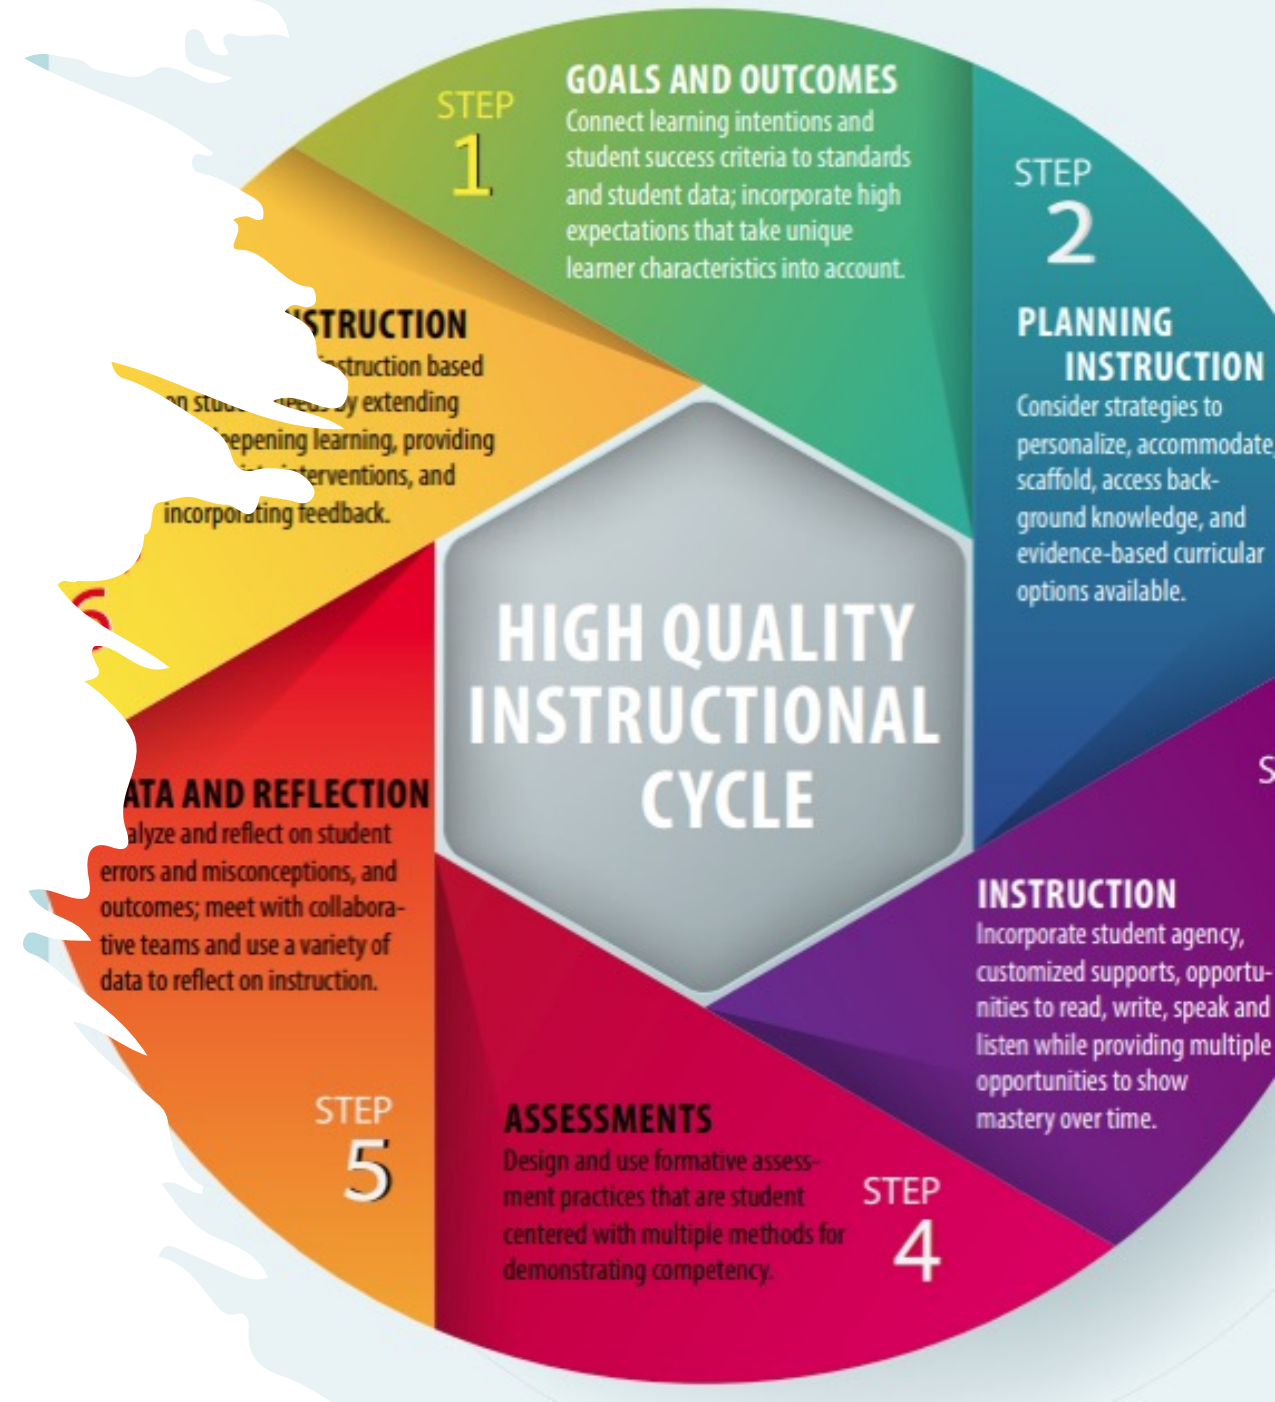 STEP
1
GOALS AND OUTCOMES
Connect learning intentions and
student success criteria to standards
and student data; incorporate high
expectations that take unique
learner characteristics into account.
STEP
2
PLANNING
INSTRUCTION
Consider strategies to
personalize, accommodate,
scaffold, access back-
ground knowledge, and
evidence-based curricular
options available.
INSTRUCTION
Incorporate student agency,
customized supports, opportu-
nities to read, write, speak and
listen while providing multiple
opportunities to show
mastery over time.
STEP
4
ASSESSMENTS
Design and use formative assess-
ment practices that are student
centered with multiple methods for
demonstrating competency.
STEP
5
AND REFLECTION
and reflect on student
errors and misconceptions, and
outcomes; meet with collabora-
tive teams and use a variety of
data to reflect on instruction.
6
based
by extending
learning, providing
and
incorporating feedback.
HIGH QUALITY
INSTRUCTIONAL
CYCLE